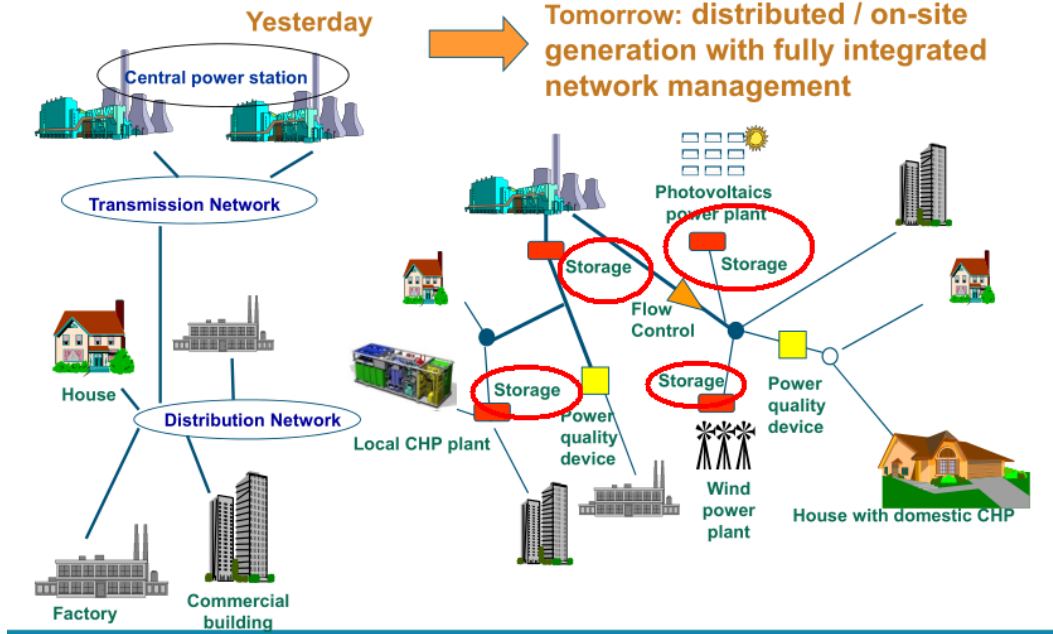 Yesterday
Tomorrow: distributed / on-site
generation with fully integrated
network management
Central power station
Transmission Network
House
Distribution Network
Factory
Commercial
building
Photovoltaics
power plant
Storage
Storage
Flow
Control
Storage
Storage
Power
quality
device
Local CHP plant
Power
quality
device
Wind
power
plant
House with domestic CHP